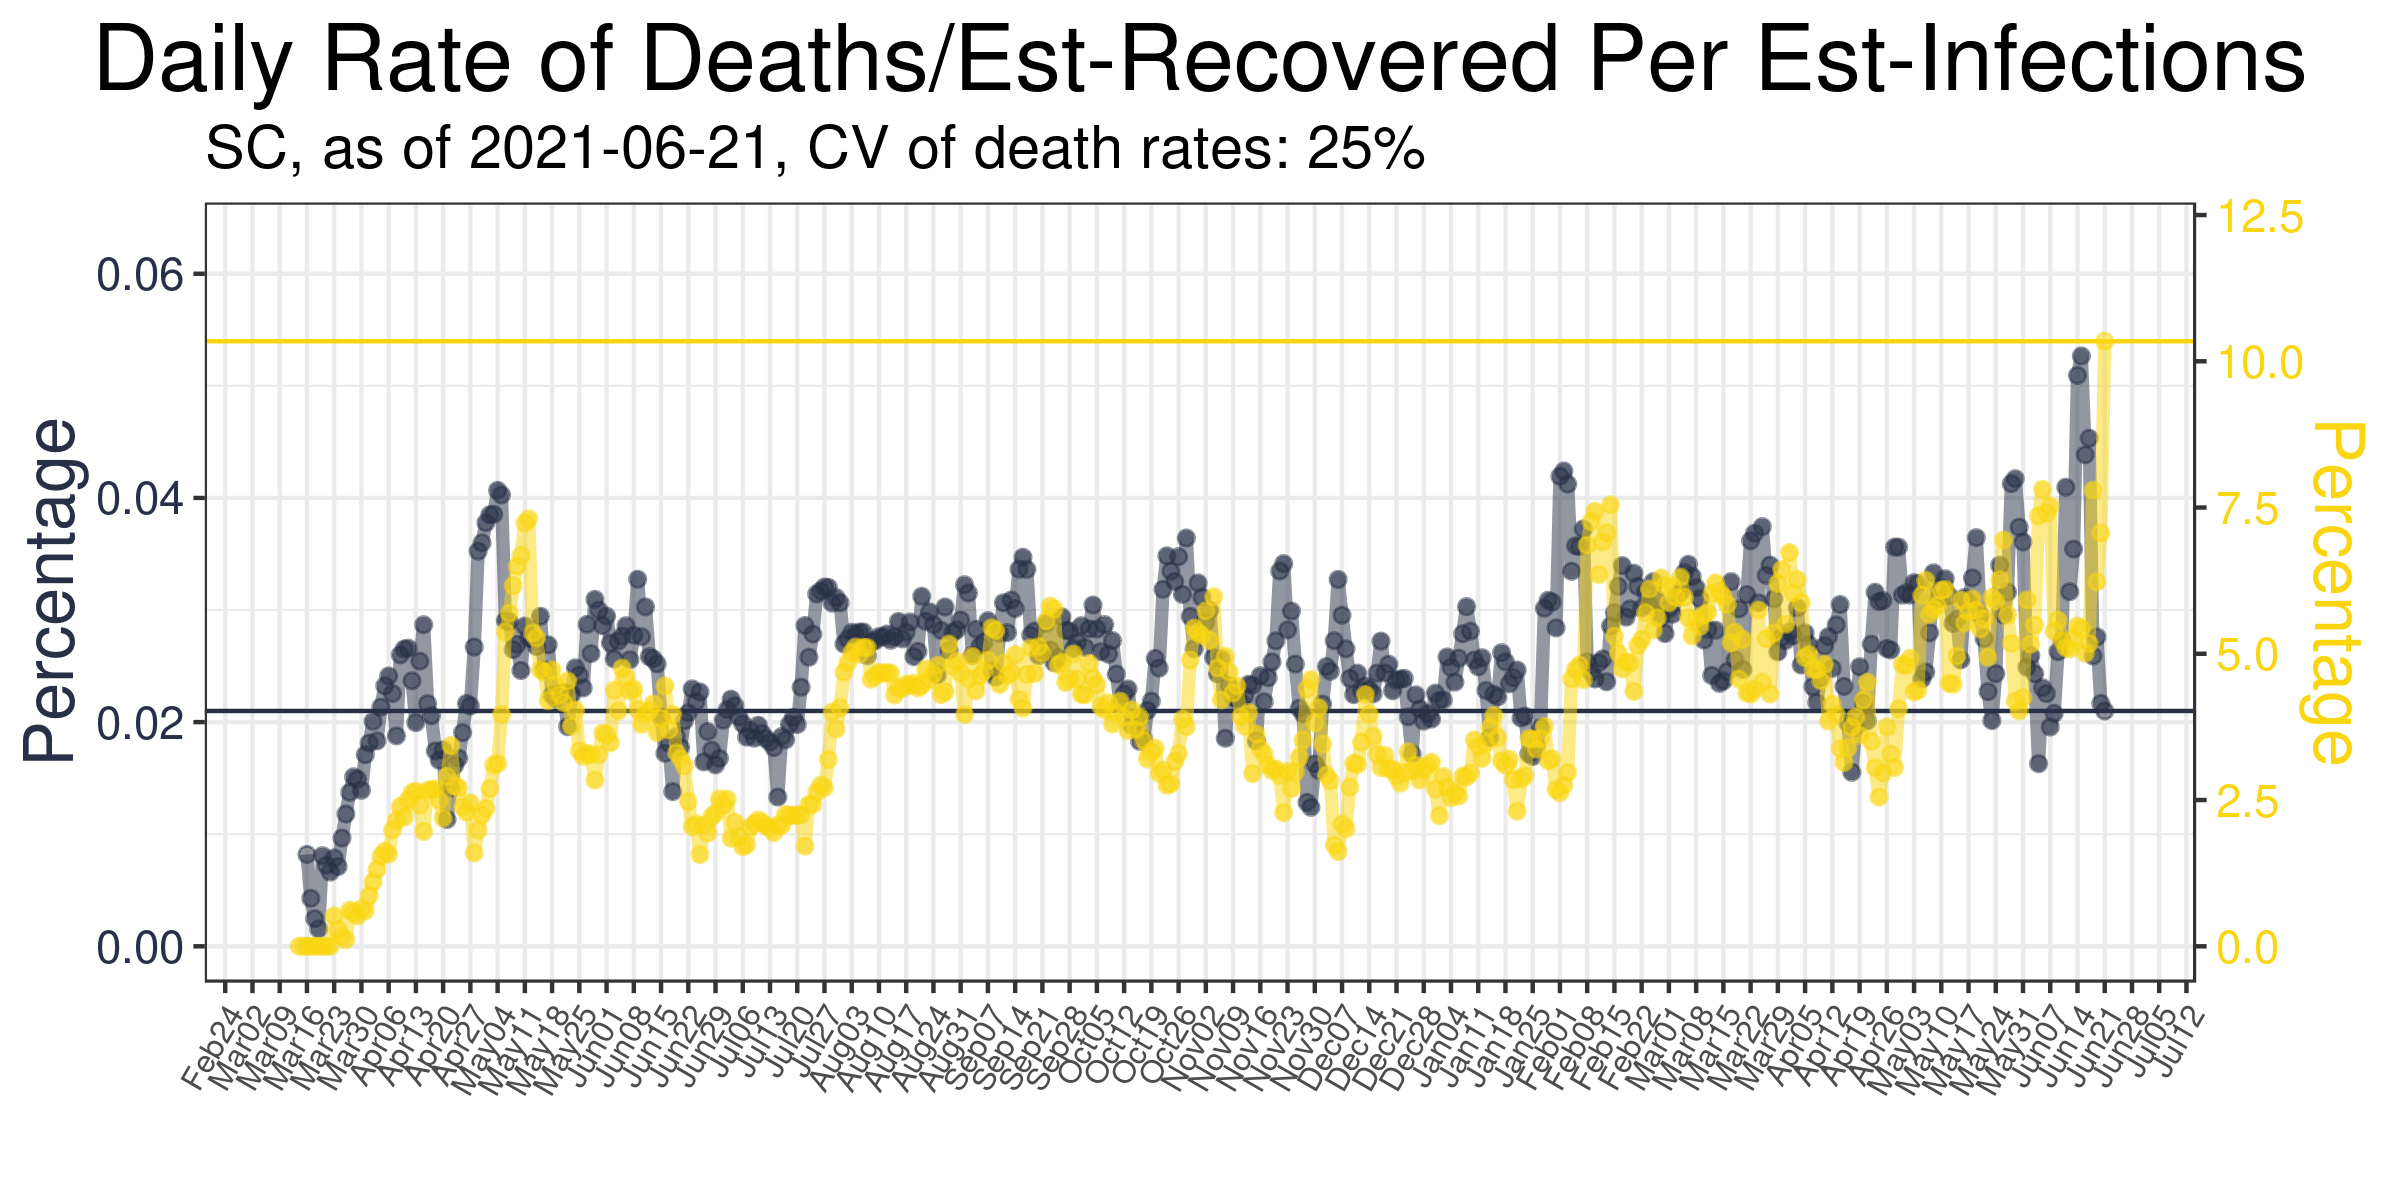 Daily Rate of Deaths/Est-Recovered Per Est-Infections
SC, as of 2021-06-21, CV of death rates: 25%
Percentage
0.06
0.04
0.02
0.00
12.5
10.0
7.5
5.0
2.5
0.0
Percentage
Feb24
Mar02
Mar09
Mar16
Mar23
Mar30
Apr06
Apr13
Apr20
Apr27
May04
May11
May18
May25
Jun01
Jun08
Jun15
Jun22
Jun29
Jul06
Jul13
Jul20
Jul27
Aug03
Aug10
Aug17
Aug24
Aug31
Sep07
Sep14
Sep21
Sep28
Oct05
Oct12
Oct19
Oct26
Nov02
Nov09
Nov16
Nov23
Nov30
Dec07
Dec14
Dec21
Dec28
Jan04
Jan11
Jan18
Jan25
Feb01
Feb08
Feb15
Feb22
Mar01
Mar08
Mar15
Mar22
Mar29
Apr05
Apr12
Apr19
Apr26
May03
May10
May17
May24
May31
Jun07
Jun14
Jun21
Jun28
Jul05
Jul12